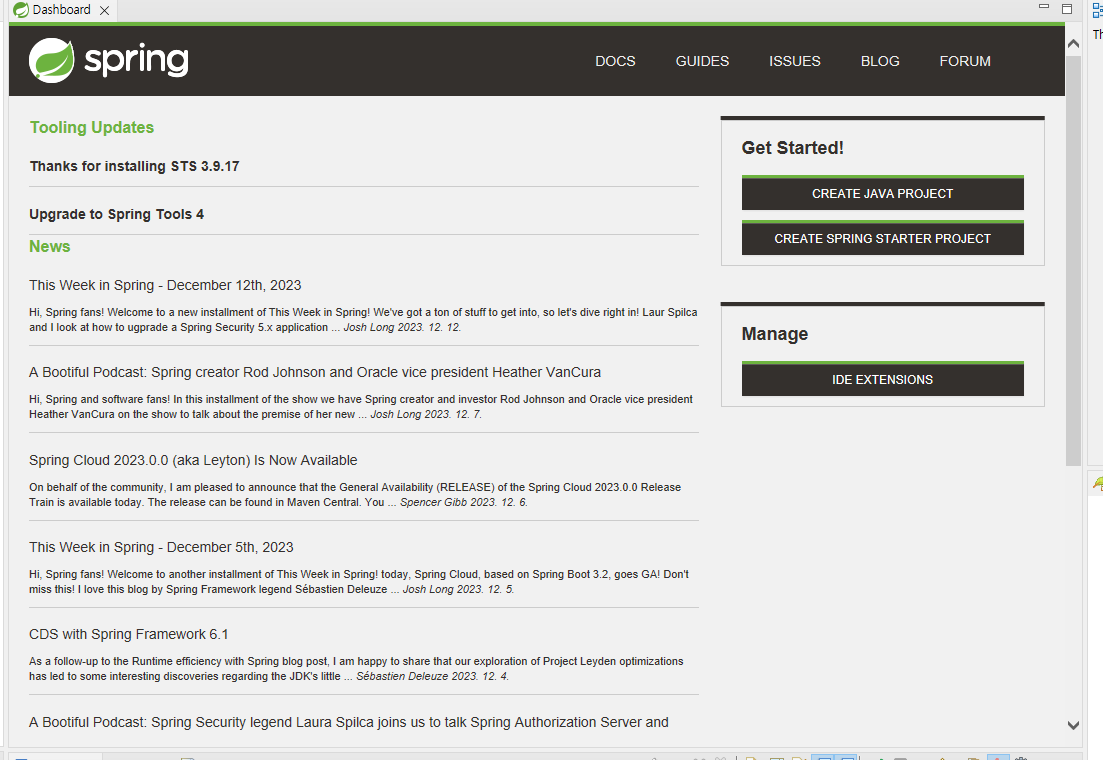 Dashboard
spring
DOCS GUIDES ISSUES BLOG FORUM
Tooling Updates
Thanks for installing STS 3.9.17
Upgrade to Spring Tools 4
News
This Week in Spring - December 12th, 2023
Hi, Spring fans! Welcome to a new installment of This Week in Spring! We've got a ton of stuff to get into, so let's dive right in! Laur Spilca
and I look at how to ugprade a Spring Security 5.x application ... Josh Long 2023. 12. 12.
A Bootiful Podcast: Spring creator Rod Johnson and Oracle vice president Heather VanCura
Hi, Spring and software fans! In this installment of the show we have Spring creator and investor Rod Johnson and Oracle vice president
Heather VanCura on the show to talk about the premise of her new ... Josh Long 2023. 12. 7.
Spring Cloud 2023.0.0 (aka Leyton) Is Now Available
On behalf of the community, I am pleased to announce that the General Availability (RELEASE) of the Spring Cloud 2023.0.0 Release
Train is available today. The release can be found in Maven Central. You ... Spencer Gibb 2023. 12. 6.
This Week in Spring - December 5th, 2023
Hi, Spring fans! Welcome to another installment of This Week in Spring! today, Spring Cloud, based on Spring Boot 3.2, goes GA! Don't
miss this! I love this blog by Spring Framework legend Sébastien Deleuze ... Josh Long 2023. 12. 5.
CDS with Spring Framework 6.1
As a follow-up to the Runtime efficiency with Spring blog post, I am happy to share that our exploration of Project Leyden optimizations
has led to some interesting discoveries regarding the JDK's little ... Sébastien Deleuze 2023. 12. 4.
A Bootiful Podcast: Spring Security legend Laura Spilca joins us to talk Spring Authorization Server and
Get Started!
CREATE JAVA PROJECT
CREATE SPRING STARTER PROJECT
Manage
IDE EXTENSIONS